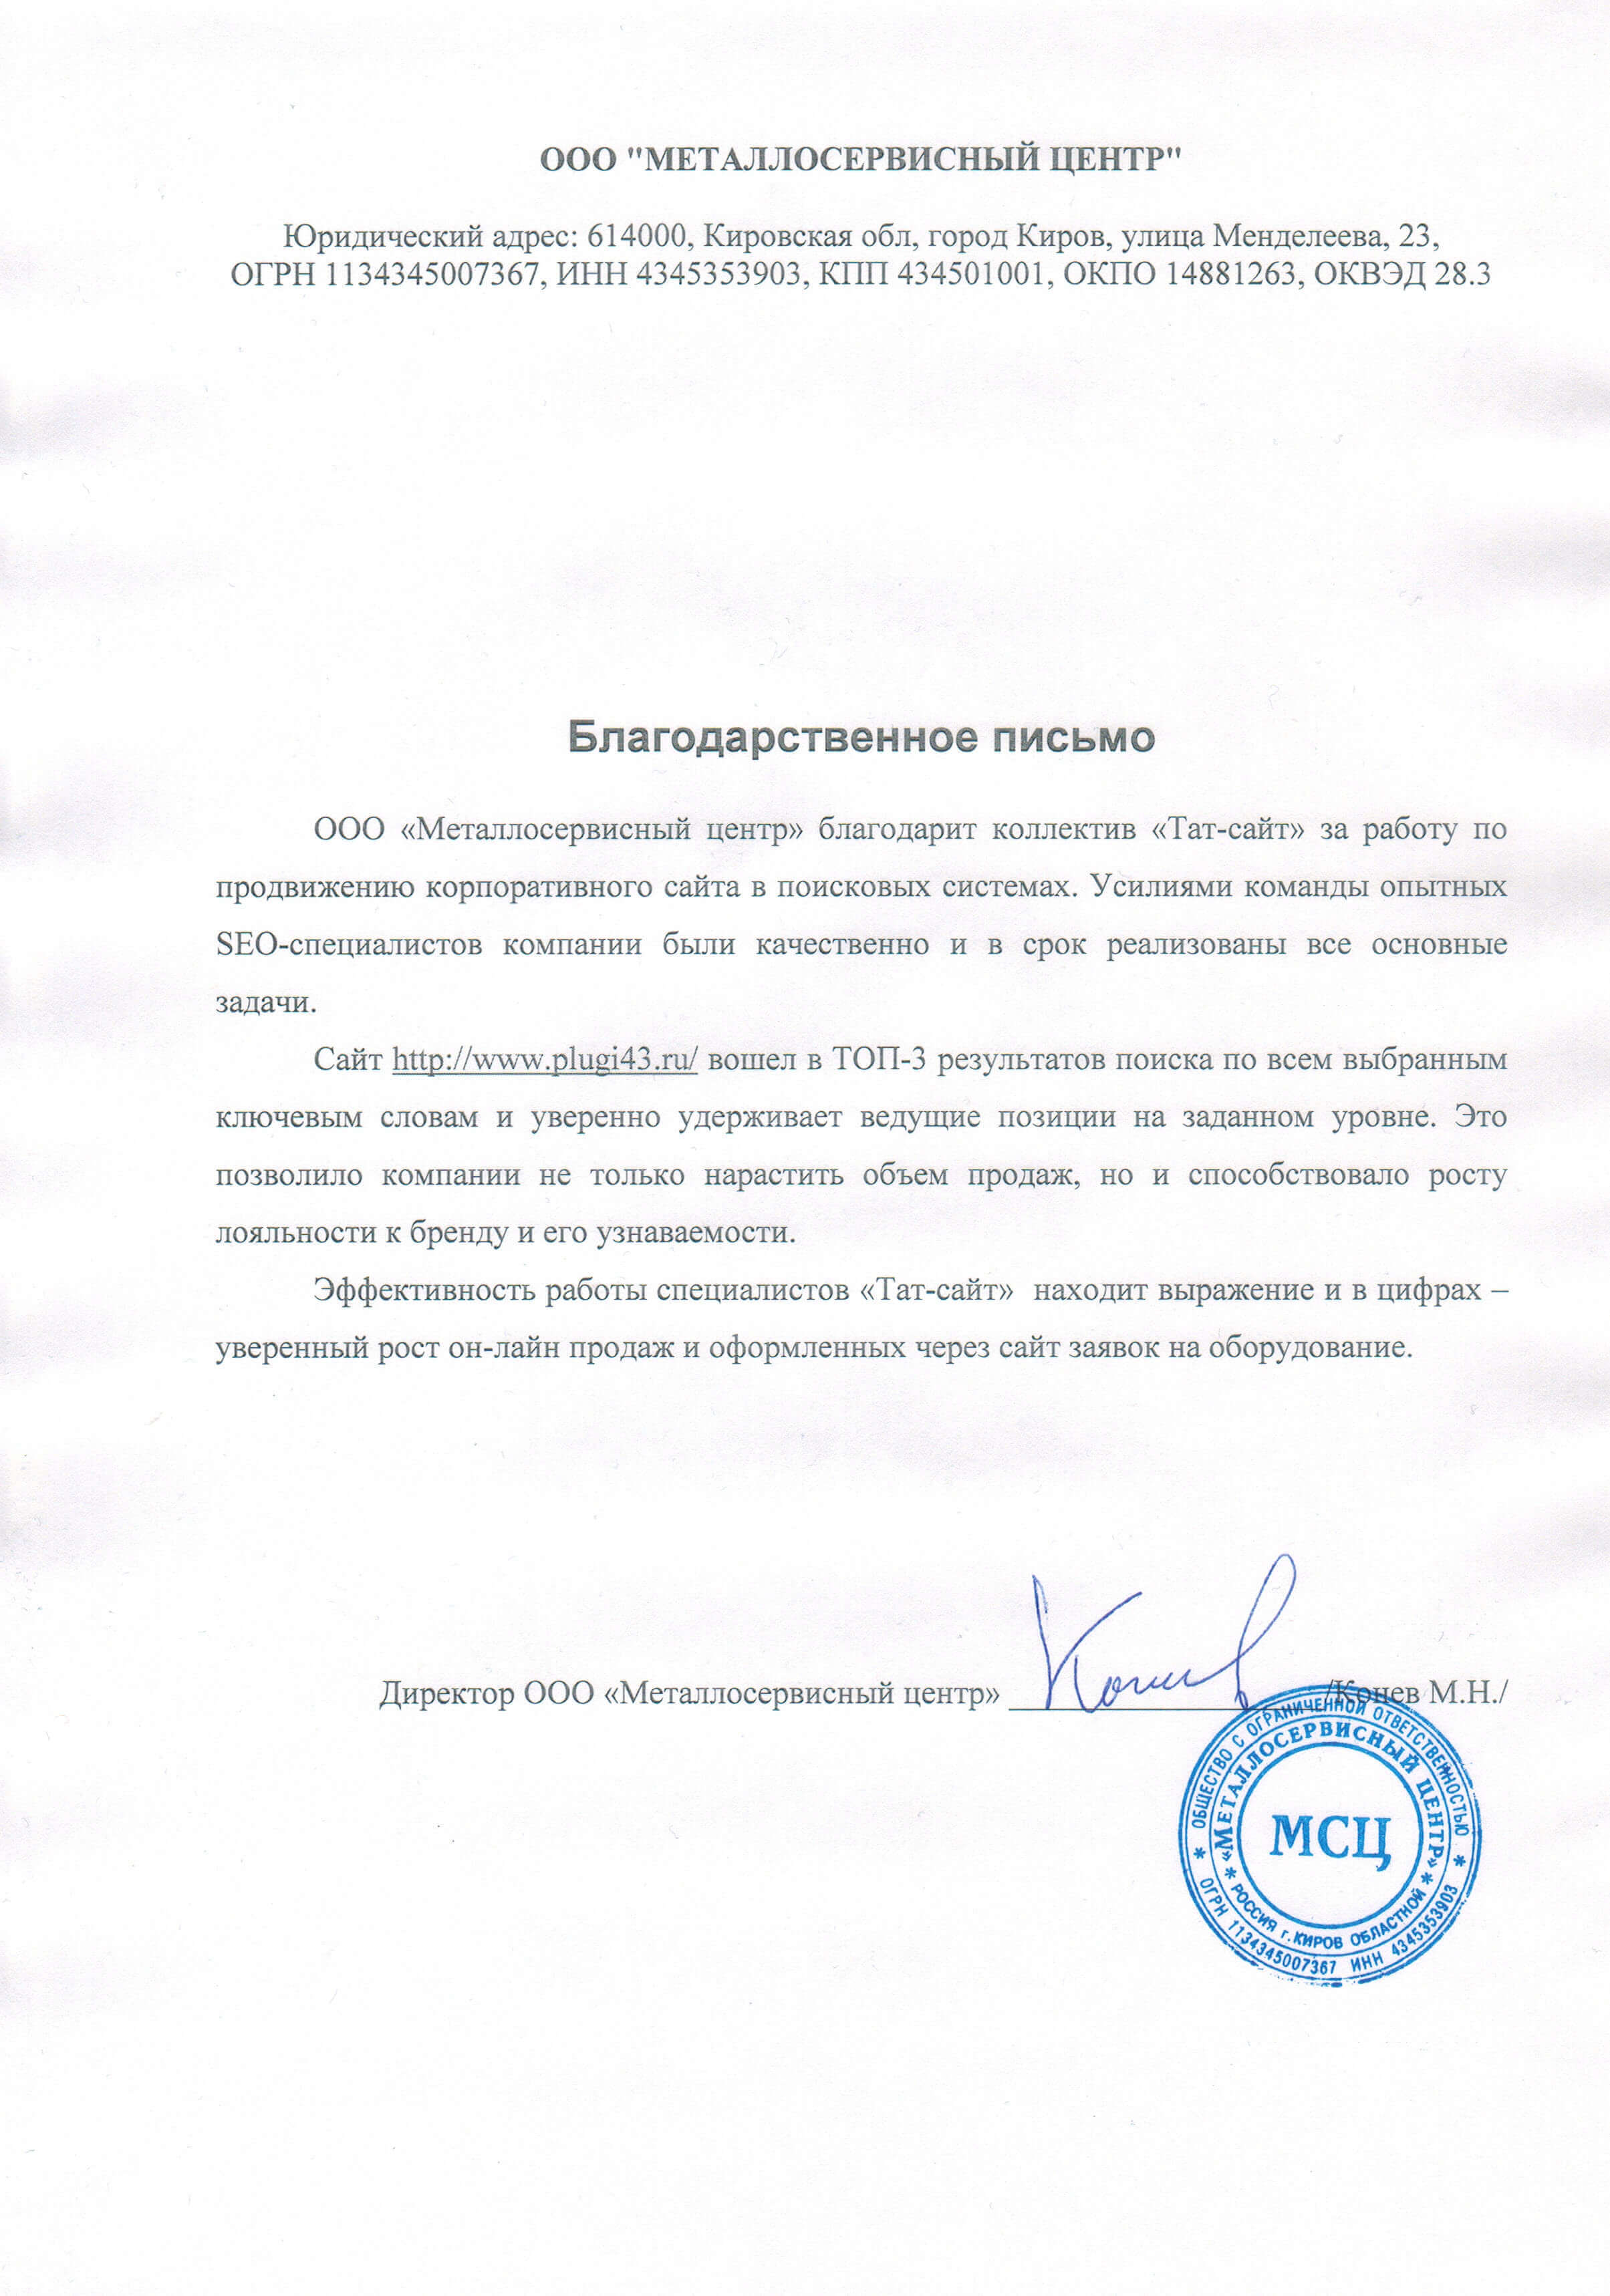 ООО "МЕТАЛЛОСЕРВИСНЫЙ ЦЕНТР"
Юридический адрес: 614000, Кировская обл, город Киров, улица Менделеева, 23,
ОГРН 1134345007367, ИНН 4345353903, КПП 434501001, ОКПО 14881263, ОКВЭД 28.3
Благодарственное письмо
ООО «Металлосервисный центр» благодарит коллектив «Тат-сайт» за работу по
продвижению корпоративного сайта в поисковых системах. Усилиями команды опытных
SEO-специалистов компании были качественно и в срок реализованы все основные
задачи.
Сайт http://www.plugi43.ru/ вошел в ТОП-3 результатов поиска по всем выбранным
ключевым словам и уверенно удерживает ведущие позиции на заданном уровне. Это
позволило компании не только нарастить объем продаж, но и способствовало росту
лояльности к бренду и его узнаваемости.
Эффективность работы специалистов «Тат-сайт» находит выражение и в цифрах –
уверенный рост он-лайн продаж и оформленных через сайт заявок на оборудование.
Директор ООО «Металлосервисный центр» /Конев М.Н./
ОБЩЕСТВО С ОГРАНИЧЕННОЙ ОТВЕТСТВЕННОСТЬЮ
«МЕТАЛЛОСЕРВИСНЫЙ ЦЕНТР»
МСЦ
* РОССИЯ г.КИРОВ ОБЛАСТНОЙ *
* ОГРН 1134345007367 ИНН 4345353903 *